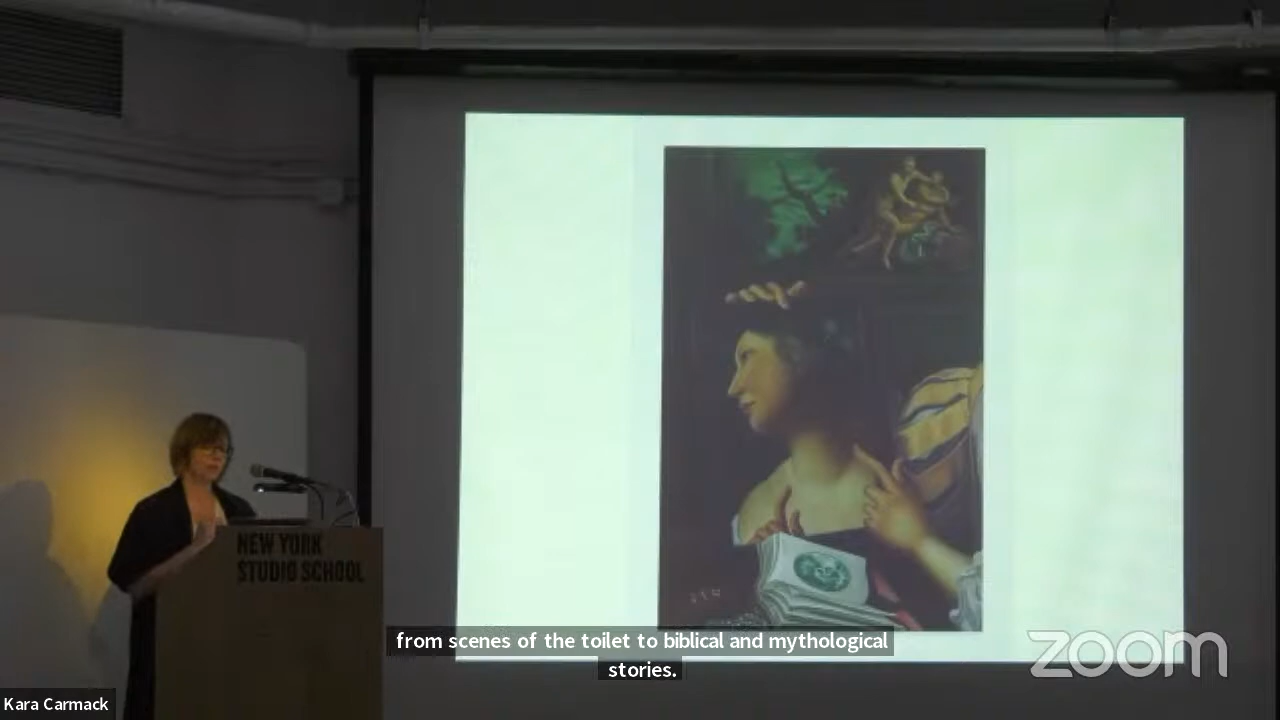 NEW YORK
STUDIO SCHOOL
from scenes of the toilet to biblical and mythological
stories.
zoom
Kara Carmack